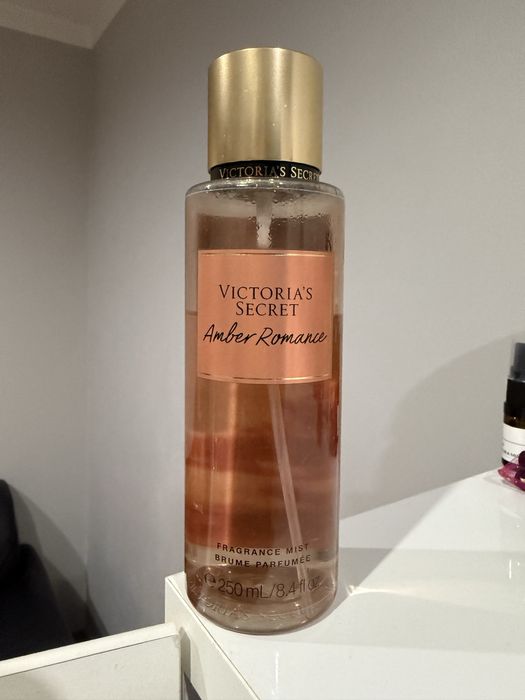 VICTORIA'S SECRET
VICTORIA'S
SECRET
Amber Romance
FRAGRANCE MIST
BRUME PARFUMÉE
℮ 250 mL/8.4 fl oz